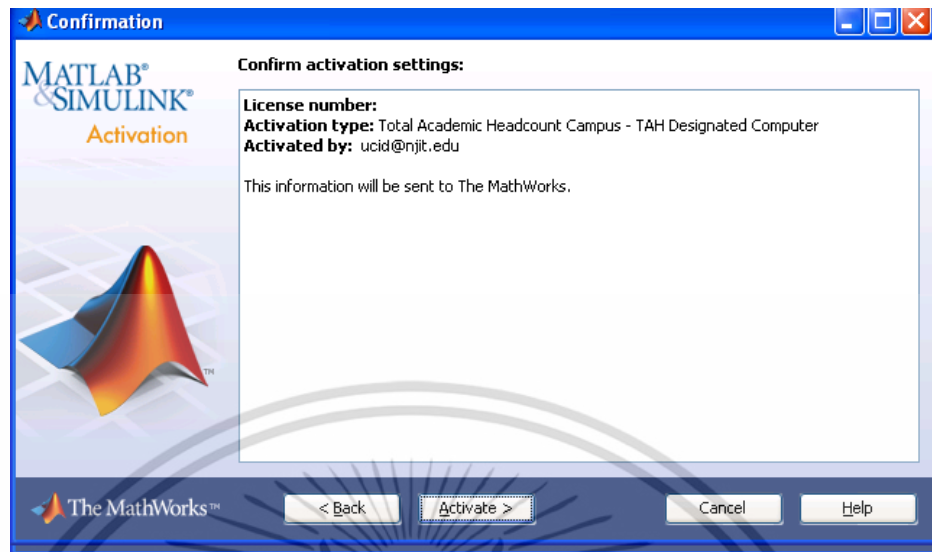 Confirmation
MATLAB®
&SIMULINK®
Activation
Confirm activation settings:
License number:
Activation type: Total Academic Headcount Campus - TAH Designated Computer
Activated by: ucid@njit.edu
This information will be sent to The MathWorks.
TM
The MathWorks™
< Back
Activate >
Cancel
Help